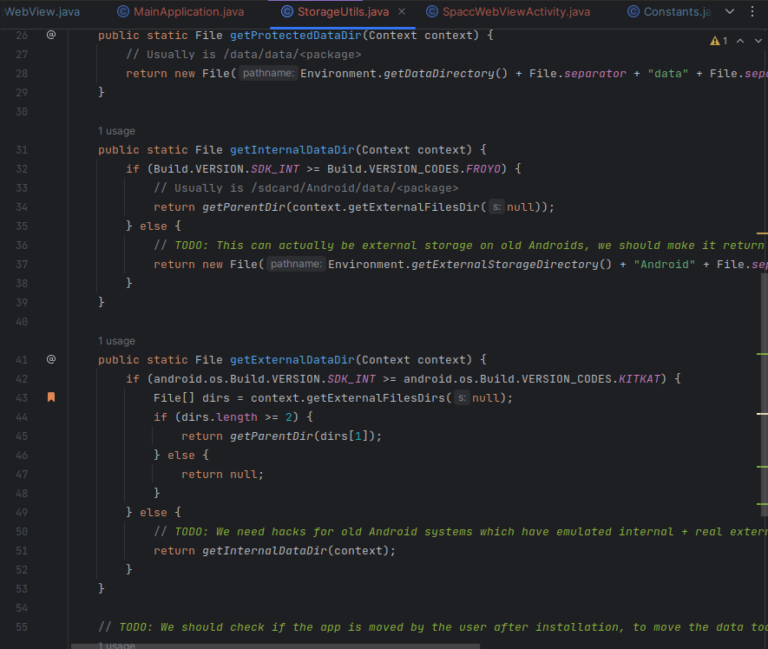 WebView.java MainApplication.java StorageUtils.java × SpaccWebViewActivity.java Constants.ja
26 @ public static File getProtectedDataDir(Context context) { 1
27 // Usually is /data/data/<package>
28 return new File( pathname: Environment.getDataDirectory() + File.separator + "data" + File.sepa
29 }
30
1 usage
31 public static File getInternalDataDir(Context context) {
32 if (Build.VERSION.SDK_INT >= Build.VERSION_CODES.FROYO) {
33 // Usually is /sdcard/Android/data/<package>
34 return getParentDir(context.getExternalFilesDir( s: null));
35 } else {
36 // TODO: This can actually be external storage on old Androids, we should make it return
37 return new File( pathname: Environment.getExternalStorageDirectory() + "Android" + File.sep
38 }
39 }
40
1 usage
41 @ public static File getExternalDataDir(Context context) {
42 if (android.os.Build.VERSION.SDK_INT >= android.os.Build.VERSION_CODES.KITKAT) {
43 File[] dirs = context.getExternalFilesDirs( s: null);
44 if (dirs.length >= 2) {
45 return getParentDir(dirs[1]);
46 } else {
47 return null;
48 }
49 } else {
50 // TODO: We need hacks for old Android systems which have emulated internal + real extern
51 return getInternalDataDir(context);
52 }
53 }
54
55 // TODO: We should check if the app is moved by the user after installation, to move the data too
1 usage